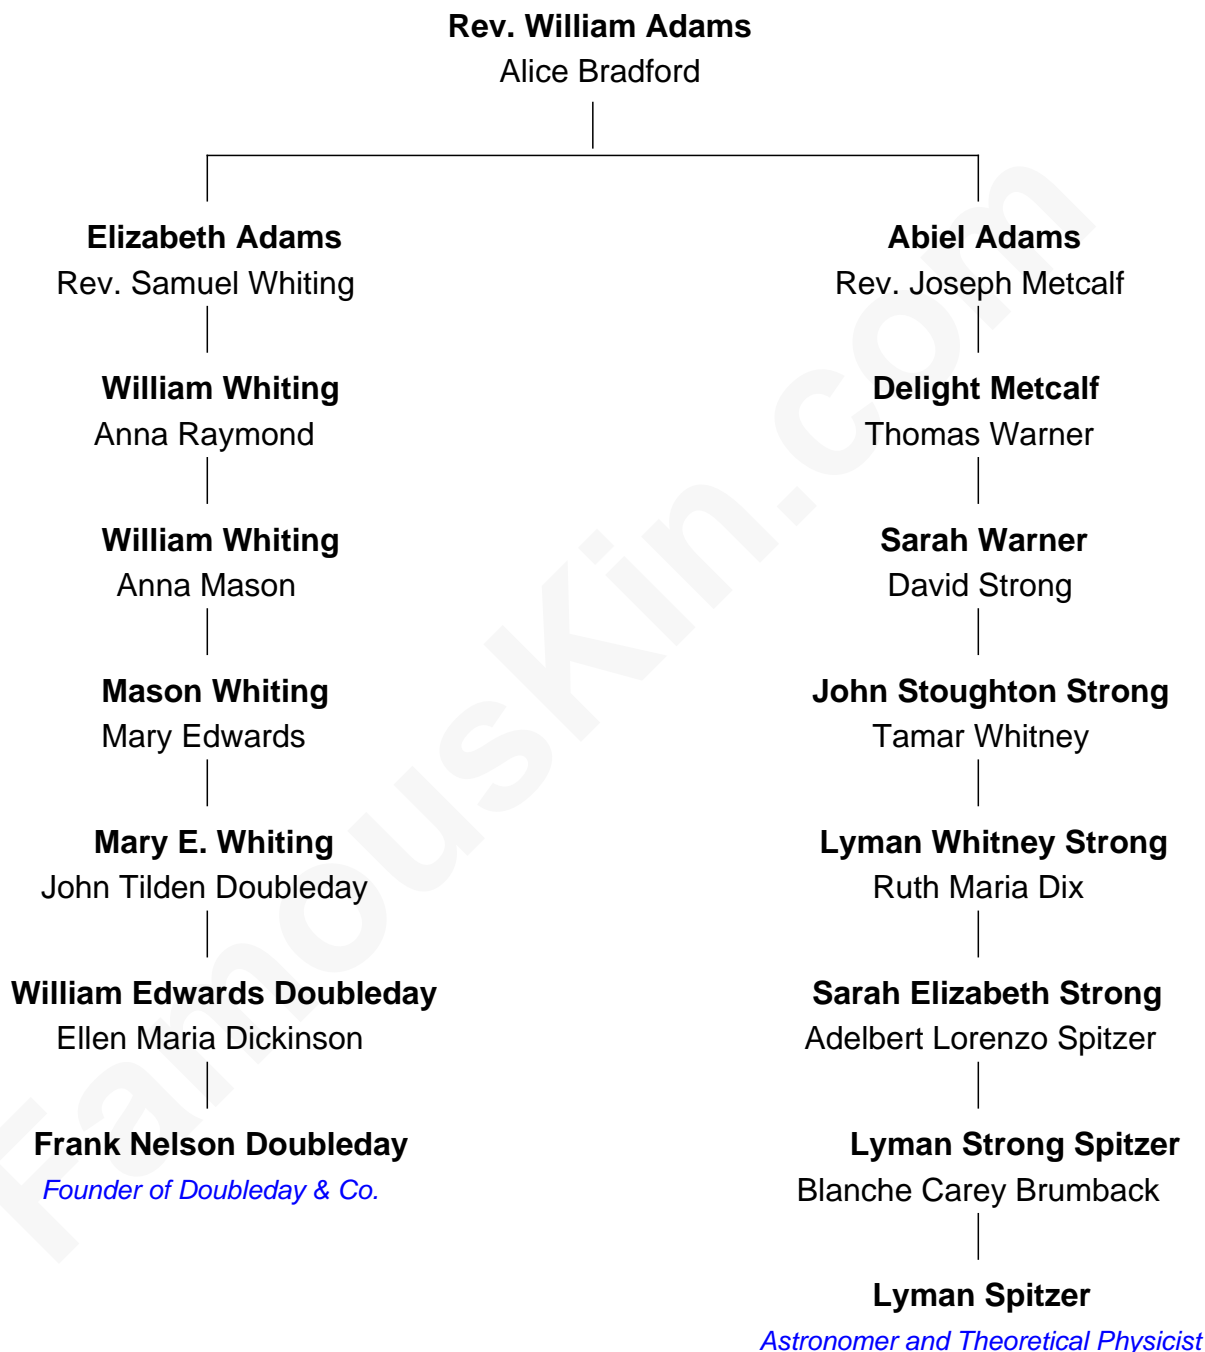 Rev. William Adams
Alice Bradford
Elizabeth Adams
Rev. Samuel Whiting
Abiel Adams
Rev. Joseph Metcalf
William Whiting
Anna Raymond
Delight Metcalf
Thomas Warner
William Whiting
Anna Mason
Sarah Warner
David Strong
Mason Whiting
Mary Edwards
John Stoughton Strong
Tamar Whitney
Mary E. Whiting
John Tilden Doubleday
Lyman Whitney Strong
Ruth Maria Dix
William Edwards Doubleday
Ellen Maria Dickinson
Sarah Elizabeth Strong
Adelbert Lorenzo Spitzer
Frank Nelson Doubleday
Founder of Doubleday & Co.
Lyman Strong Spitzer
Blanche Carey Brumback
Lyman Spitzer
Astronomer and Theoretical Physicist
FamousKin.com